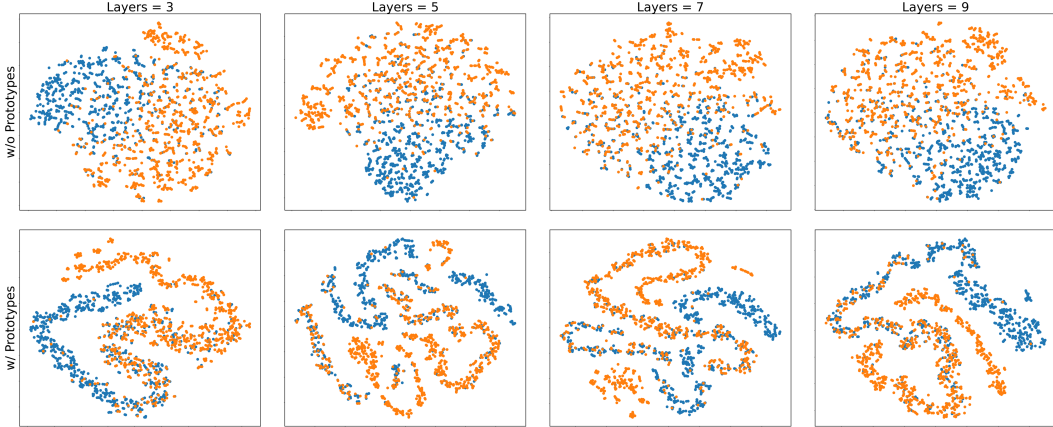 Layers = 3
Layers = 5
Layers = 7
Layers = 9
w/o Prototypes
w/ Prototypes